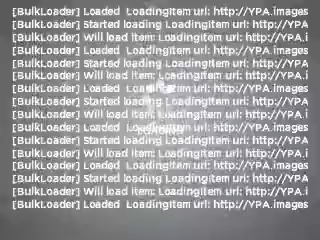 [BulkLoader] Loaded LoadingItem url: http://YPA.images
[BulkLoader] Started loading LoadingItem url: http://YPA
[BulkLoader] Will load item: LoadingItem url: http://YPA.i
[BulkLoader] Loaded LoadingItem url: http://YPA.images
[BulkLoader] Started loading LoadingItem url: http://YPA
[BulkLoader] Will load item: LoadingItem url: http://YPA.i
[BulkLoader] Loaded LoadingItem url: http://YPA.images
[BulkLoader] Started loading LoadingItem url: http://YPA
[BulkLoader] Will load item: LoadingItem url: http://YPA.i
[BulkLoader] Loaded LoadingItem url: http://YPA.images
[BulkLoader] Started loading LoadingItem url: http://YPA
[BulkLoader] Will load item: LoadingItem url: http://YPA.i
[BulkLoader] Loaded LoadingItem url: http://YPA.images
[BulkLoader] Started loading LoadingItem url: http://YPA
[BulkLoader] Will load item: LoadingItem url: http://YPA.i
[BulkLoader] Loaded LoadingItem url: http://YPA.images